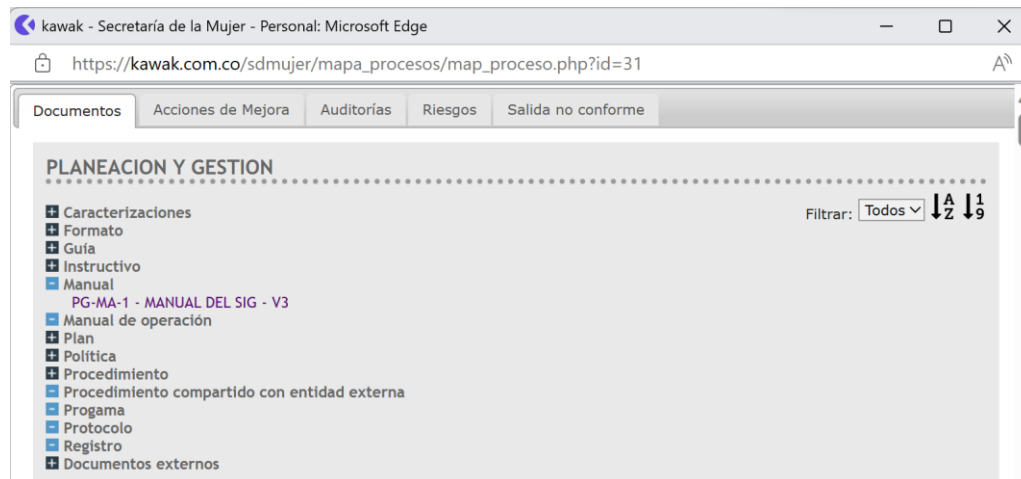 kawak - Secretaría de la Mujer - Personal: Microsoft Edge
https://kawak.com.co/sdmujer/mapa_procesos/map_proceso.php?id=31
Documentos Acciones de Mejora Auditorías Riesgos Salida no conforme
PLANEACION Y GESTION
Filtrar: Todos A Z 1 9
Caracterizaciones
Formato
Guía
Instructivo
Manual
PG-MA-1 - MANUAL DEL SIG - V3
Manual de operación
Plan
Política
Procedimiento
Procedimiento compartido con entidad externa
Progama
Protocolo
Registro
Documentos externos